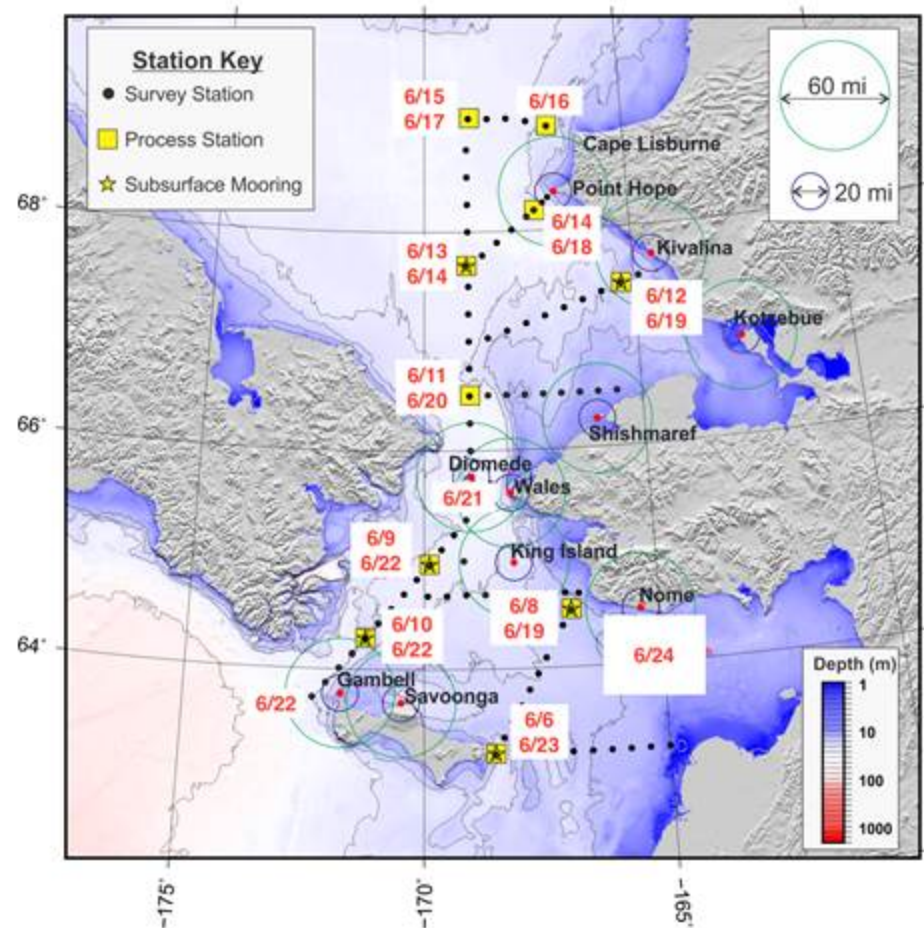 Station Key
Survey Station
Process Station
Subsurface Mooring
60 mi
20 mi
6/15
6/17
6/16
Cape Lisburne
Point Hope
68°
6/14
6/18
6/13
6/14
Kivalina
6/12
6/19
Kotzebue
6/11
6/20
66°
Shishmaref
Diomede
Wales
6/21
6/9
6/22
King Island
Nome
6/8
6/19
6/10
6/22
64°
6/24
Depth (m)
1
10
100
1000
Gambell
Savoonga
6/22
6/6
6/23
−175°
−170°
−165°